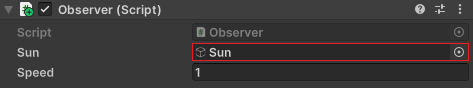 Observer (Script)
Script Observer
Sun Sun
Speed 1